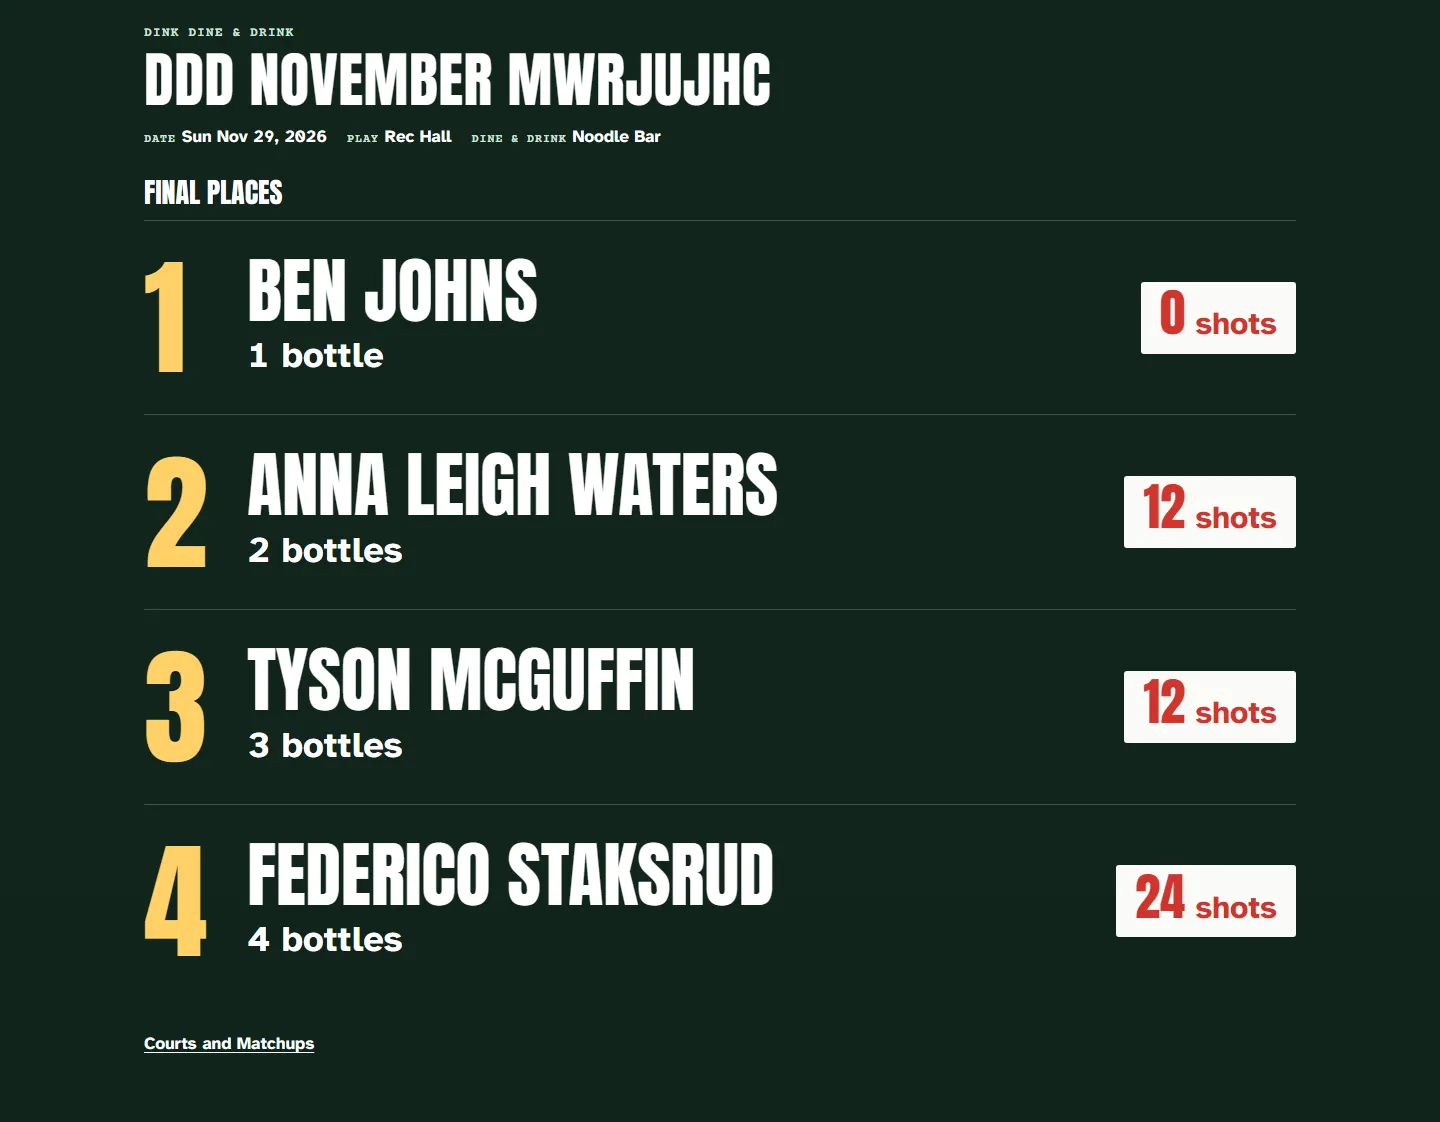 DINK DINE & DRINK
DDD NOVEMBER MWRJUJHC
DATE Sun Nov 29, 2026 PLAY Rec Hall DINE & DRINK Noodle Bar
FINAL PLACES
1 BEN JOHNS
1 bottle
0 shots
2 ANNA LEIGH WATERS
2 bottles
12 shots
3 TYSON MCGUFFIN
3 bottles
12 shots
4 FEDERICO STAKSRUD
4 bottles
24 shots
Courts and Matchups